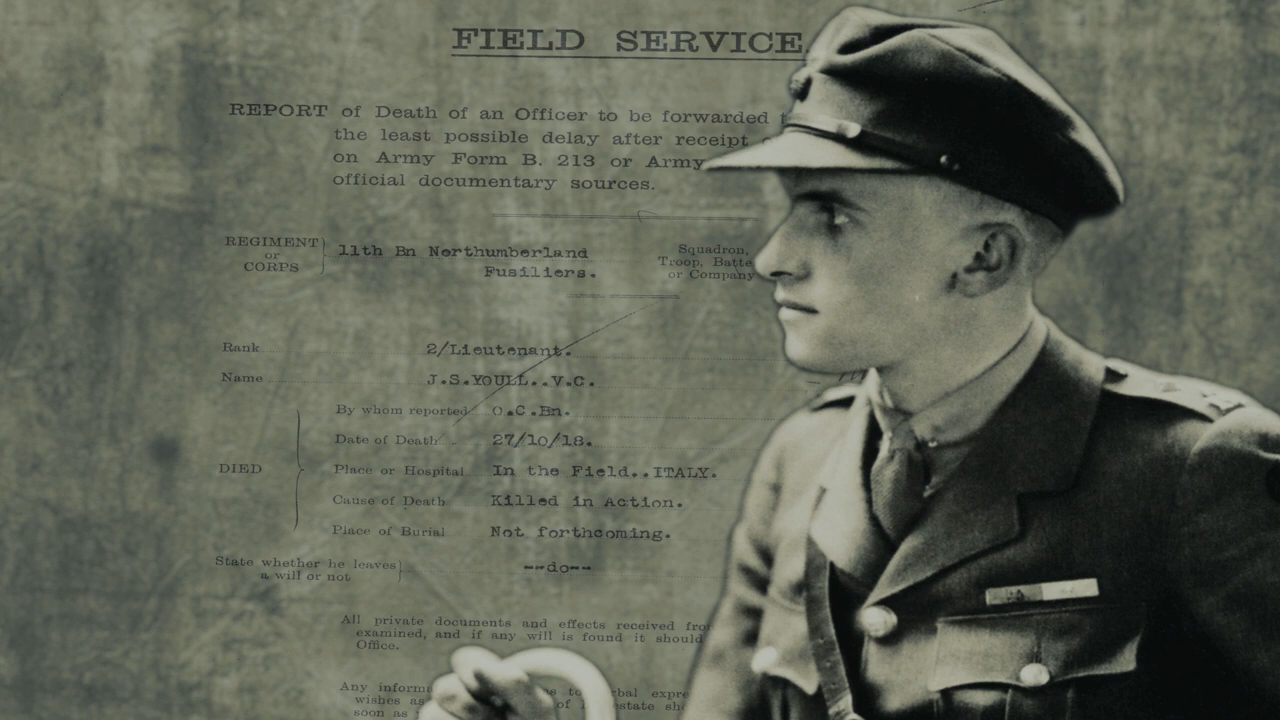 FIELD SERVICE.
REPORT of Death of an Officer to be forwarded
the least possible delay after receipt
on Army Form B. 213 or Army
official documentary sources.
REGIMENT
or
CORPS
11th Bn Northumberland
Fusiliers.
Squadron,
Troop, Batte
or Company
Rank 2/Lieutenant.
Name J.S.YOULL..V.C.
By whom reported O.C.Bn.
Date of Death 27/10/18.
DIED
Place or Hospital In the Field..ITALY.
Cause of Death Killed in Action.
Place of Burial Not forthcoming.
State whether he leaves
a will or not
--do--
All private documents and effects received
examined, and if any will is found it should
Office.
Any
wishes as of
soon as